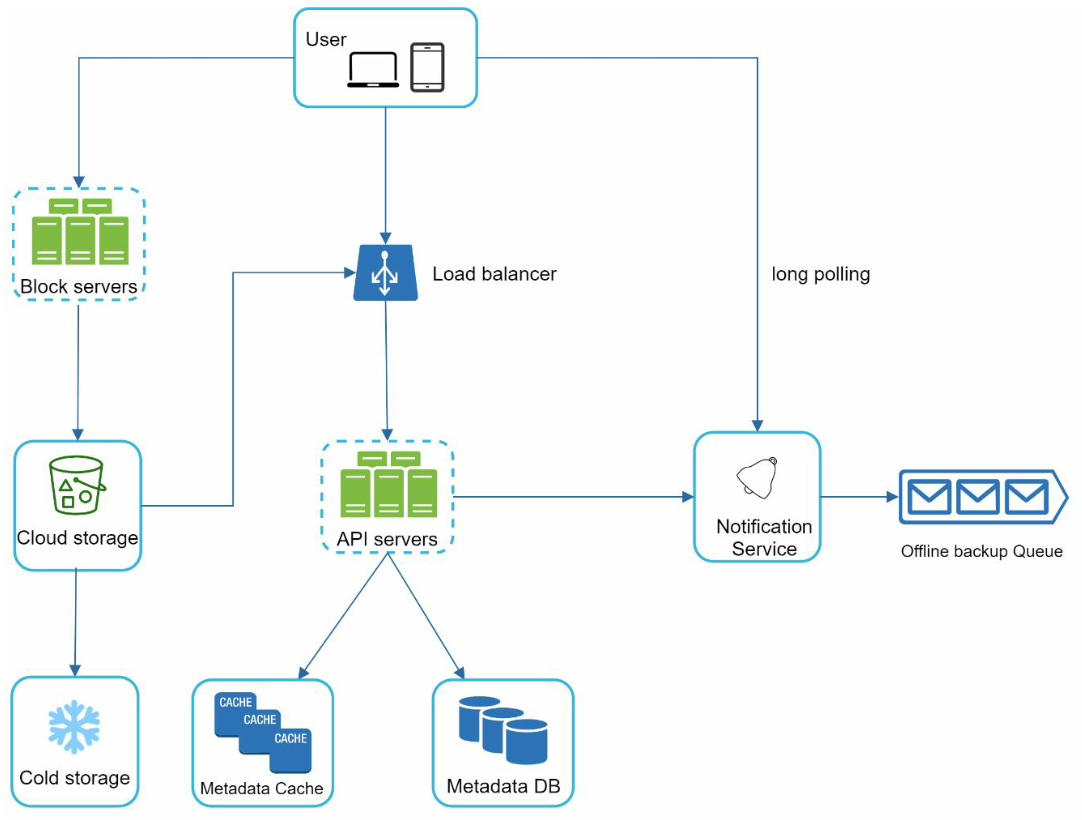 User
Block servers
Load balancer
long polling
Cloud storage
API servers
Notification
Service
Offline backup Queue
Cold storage
CACHE
CACHE
CACHE
Metadata Cache
Metadata DB